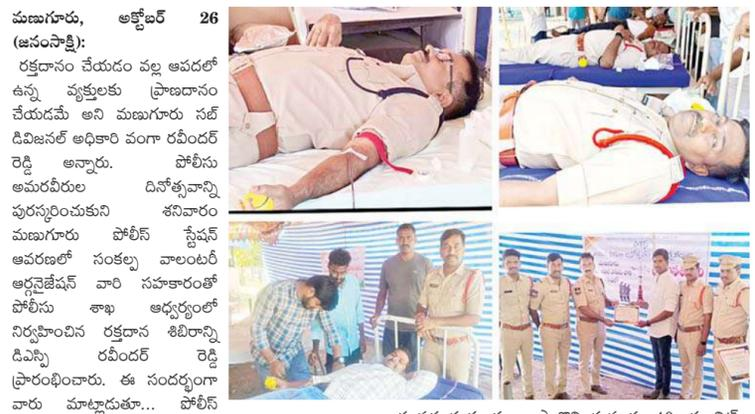 మణుగూరు, అక్టోబర్ 26
(జనంసాక్షి):
రక్తదానం చేయడం వల్ల ఆపదలో
ఉన్న వ్యక్తులకు ప్రాణదానం
చేయడమే అని మణుగూరు సబ్
డివిజనల్ అధికారి వంగా రవీందర్
రెడ్డి అన్నారు. పోలీసు
అమరవీరుల దినోత్సవాన్ని
పురస్కరించుకుని శనివారం
మణుగూరు పోలీస్ స్టేషన్
ఆవరణలో సంకల్ప వాలంటరీ
ఆర్గనైజేషన్ వారి సహకారంతో
పోలీసు శాఖ ఆధ్వర్యంలో
నిర్వహించిన రక్తదాన శిబిరాన్ని
డిఎస్పి రవీందర్ రెడ్డి
ప్రారంభించారు. ఈ సందర్భంగా
వారు మాట్లాడుతూ... పోలీస్